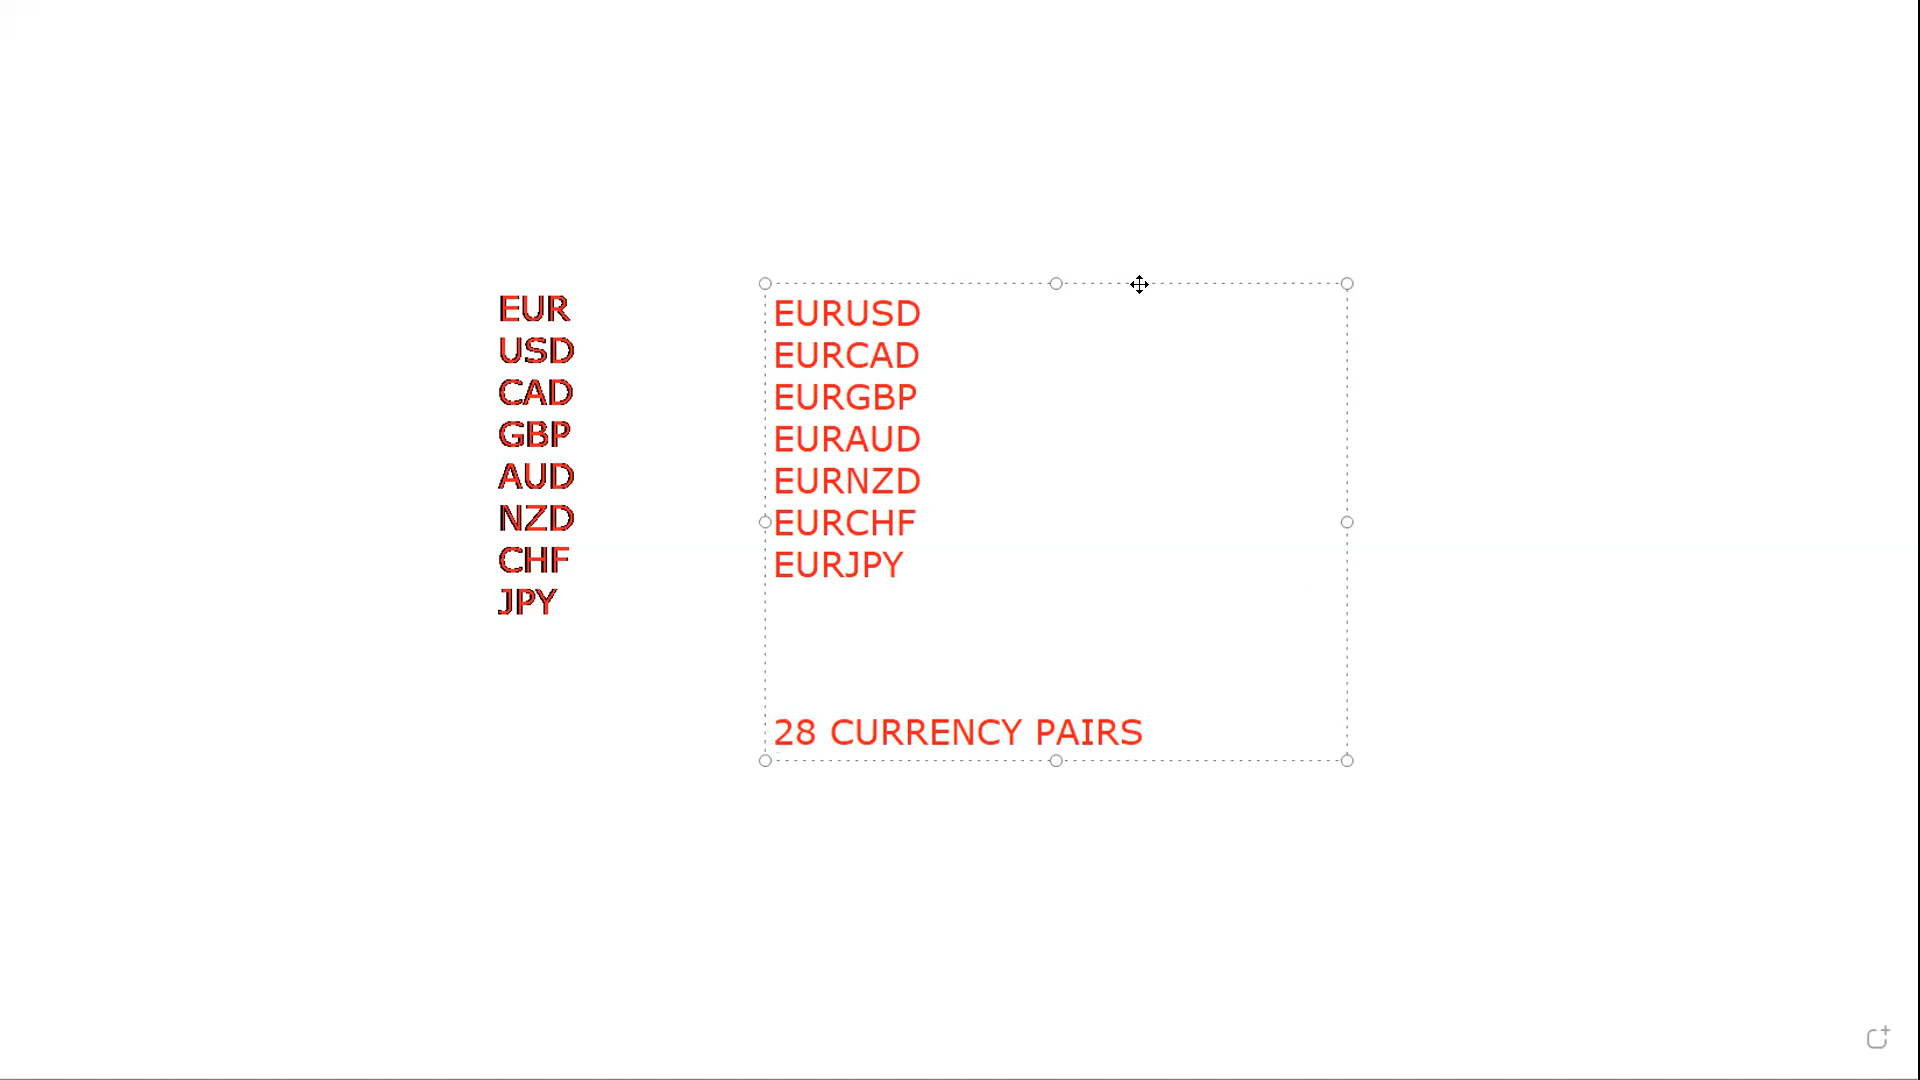 EUR
USD
CAD
GBP
AUD
NZD
CHF
JPY
EURUSD
EURCAD
EURGBP
EURAUD
EURNZD
EURCHF
EURJPY
28 CURRENCY PAIRS